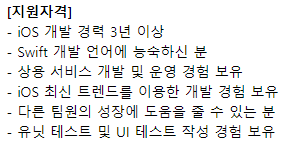 [지원자격]
- iOS 개발 경력 3년 이상
- Swift 개발 언어에 능숙하신 분
- 상용 서비스 개발 및 운영 경험 보유
- iOS 최신 트렌드를 이용한 개발 경험 보유
- 다른 팀원의 성장에 도움을 줄 수 있는 분
- 유닛 테스트 및 UI 테스트 작성 경험 보유